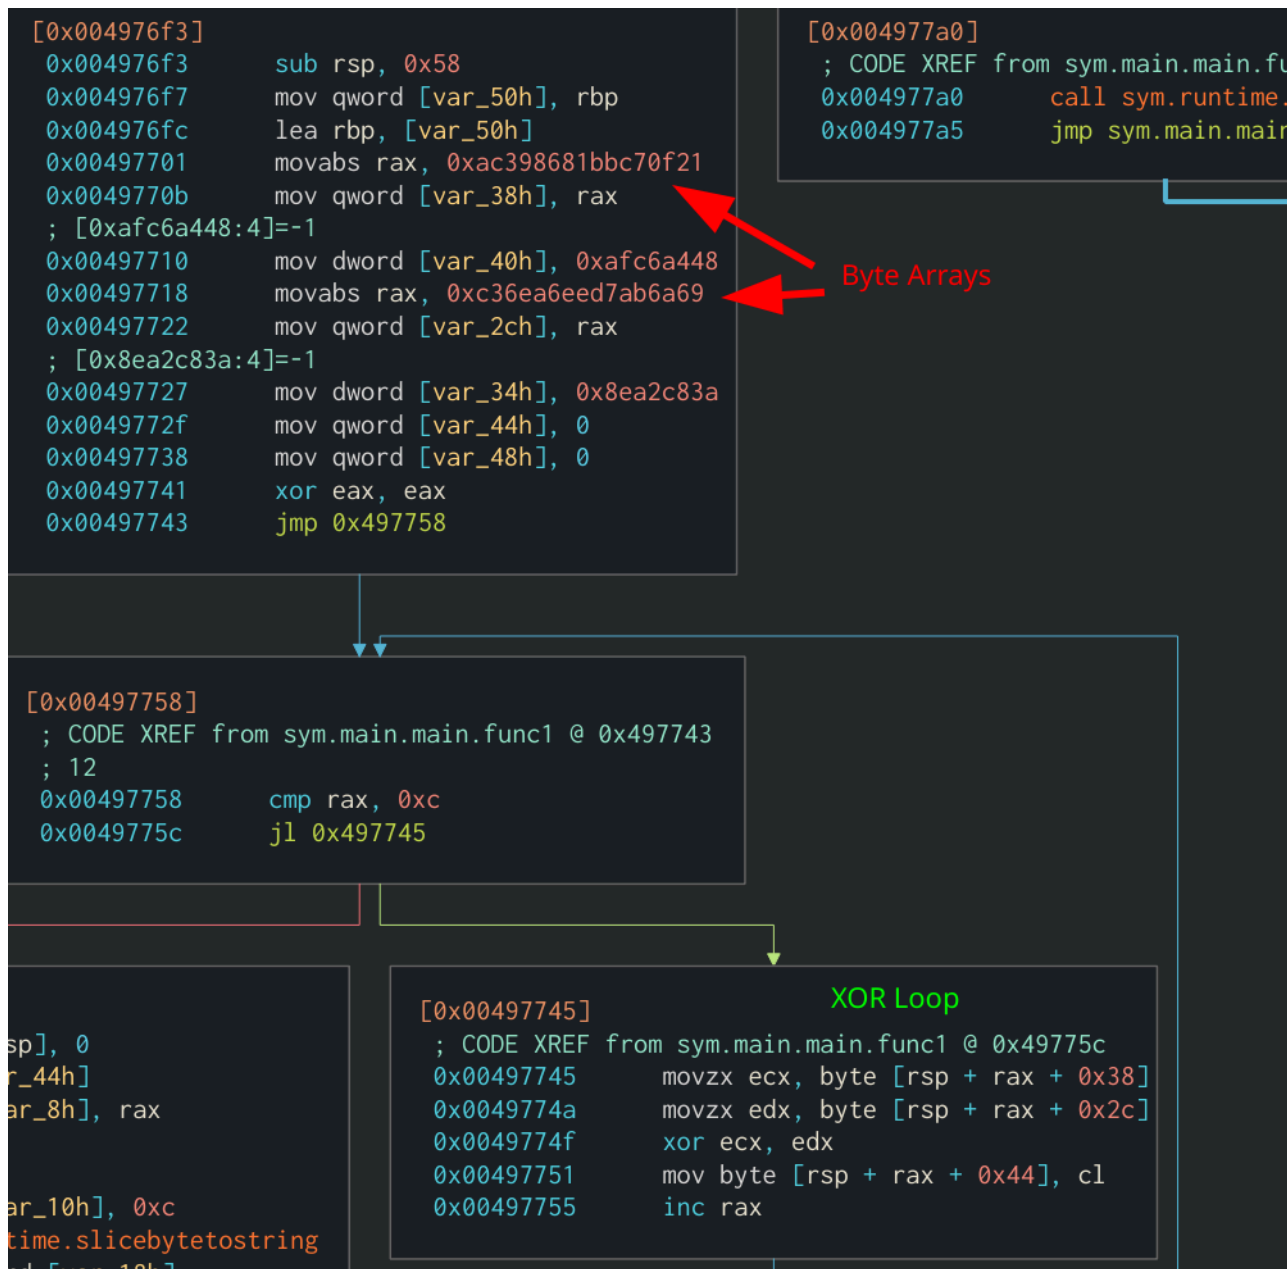 [0x004976f3]
0x004976f3 sub rsp, 0x58
0x004976f7 mov qword [var_50h], rbp
0x004976fc lea rbp, [var_50h]
0x00497701 movabs rax, 0xac398681bbc70f21
0x0049770b mov qword [var_38h], rax
; [0xafc6a448:4]=-1
0x00497710 mov dword [var_40h], 0xafc6a448
0x00497718 movabs rax, 0xc36ea6eed7ab6a69
0x00497722 mov qword [var_2ch], rax
; [0x8ea2c83a:4]=-1
0x00497727 mov dword [var_34h], 0x8ea2c83a
0x0049772f mov qword [var_44h], 0
0x00497738 mov qword [var_48h], 0
0x00497741 xor eax, eax
0x00497743 jmp 0x497758
[0x004977a0]
; CODE XREF from sym.main.main.fu
0x004977a0 call sym.runtime.
0x004977a5 jmp sym.main.main
Byte Arrays
[0x00497758]
; CODE XREF from sym.main.main.func1 @ 0x497743
; 12
0x00497758 cmp rax, 0xc
0x0049775c jl 0x497745
sp], 0
r_44h]
ar_8h], rax
ar_10h], 0xc
time.slicebytetostring
XOR Loop
[0x00497745]
; CODE XREF from sym.main.main.func1 @ 0x49775c
0x00497745 movzx ecx, byte [rsp + rax + 0x38]
0x0049774a movzx edx, byte [rsp + rax + 0x2c]
0x0049774f xor ecx, edx
0x00497751 mov byte [rsp + rax + 0x44], cl
0x00497755 inc rax